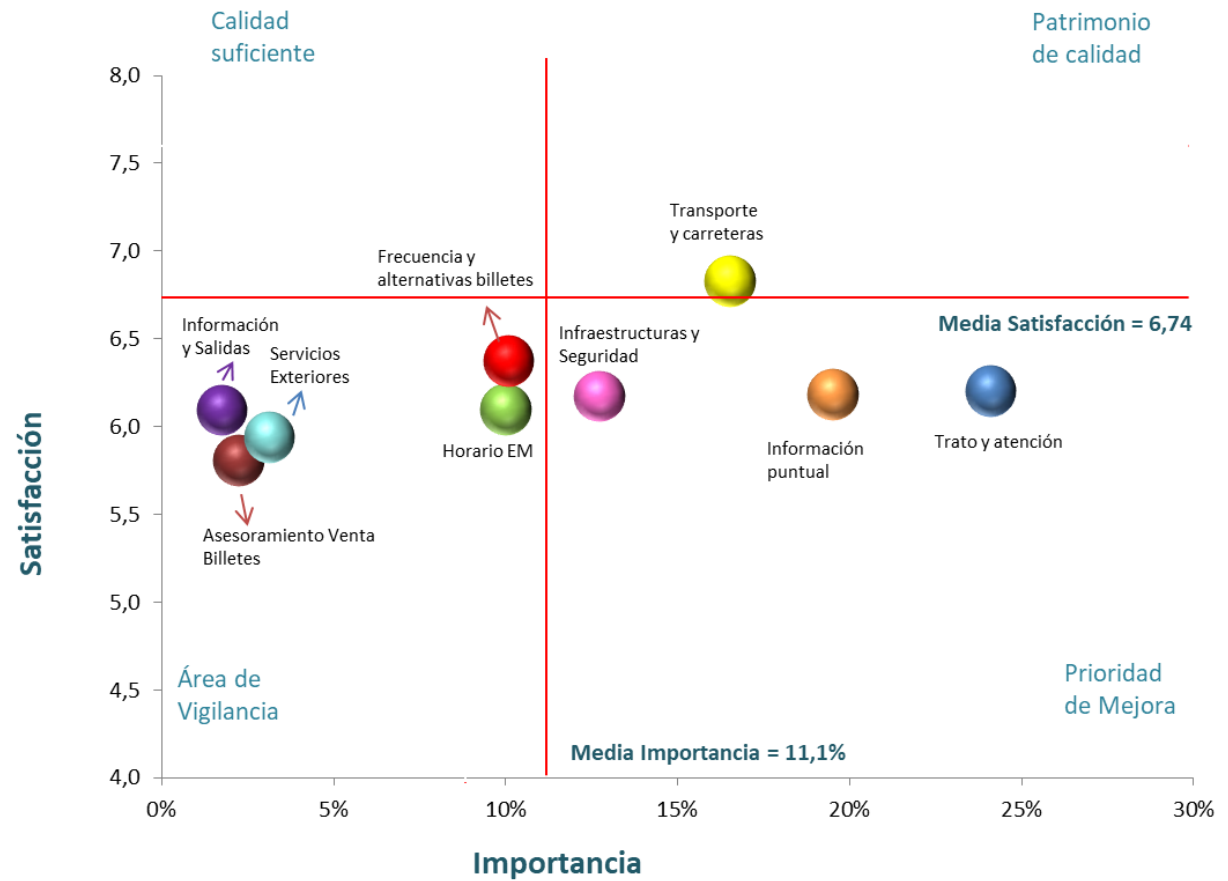 Calidad
suficiente
Patrimonio
de calidad
8,0
7,5
7,0
6,5
6,0
5,5
5,0
4,5
4,0
Satisfacción
Transporte
y carreteras
Frecuencia y
alternativas billetes
Media Satisfacción = 6,74
Información
y Salidas
Servicios
Exteriores
Infraestructuras y
Seguridad
Horario EM
Información
puntual
Trato y atención
Asesoramiento Venta
Billetes
Área de
Vigilancia
Prioridad
de Mejora
Media Importancia = 11,1%
0%
5%
10%
15%
20%
25%
30%
Importancia